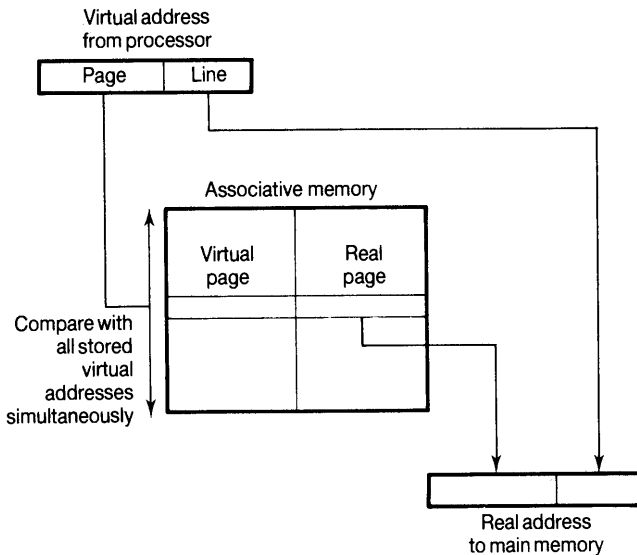 Virtual address
from processor
Page
Line
Associative memory
Virtual
page
Real
page
Compare with
all stored
virtual
addresses
simultaneously
Real address
to main memory